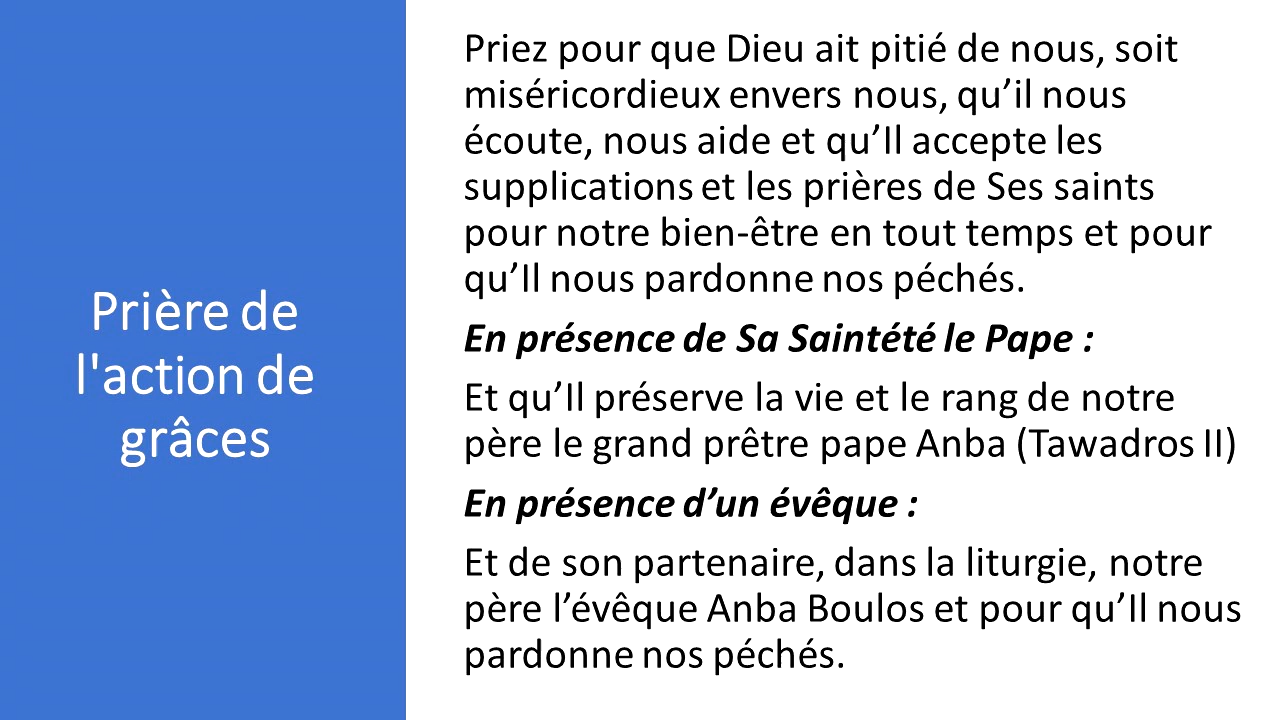 Prière de
l'action de
grâces
Priez pour que Dieu ait pitié de nous, soit
miséricordieux envers nous, qu’il nous
écoute, nous aide et qu’Il accepte les
supplications et les prières de Ses saints
pour notre bien-être en tout temps et pour
qu’Il nous pardonne nos péchés.
En présence de Sa Saintété le Pape :
Et qu’Il préserve la vie et le rang de notre
père le grand prêtre pape Anba (Tawadros II)
En présence d’un évêque :
Et de son partenaire, dans la liturgie, notre
père l’évêque Anba Boulos et pour qu’Il nous
pardonne nos péchés.